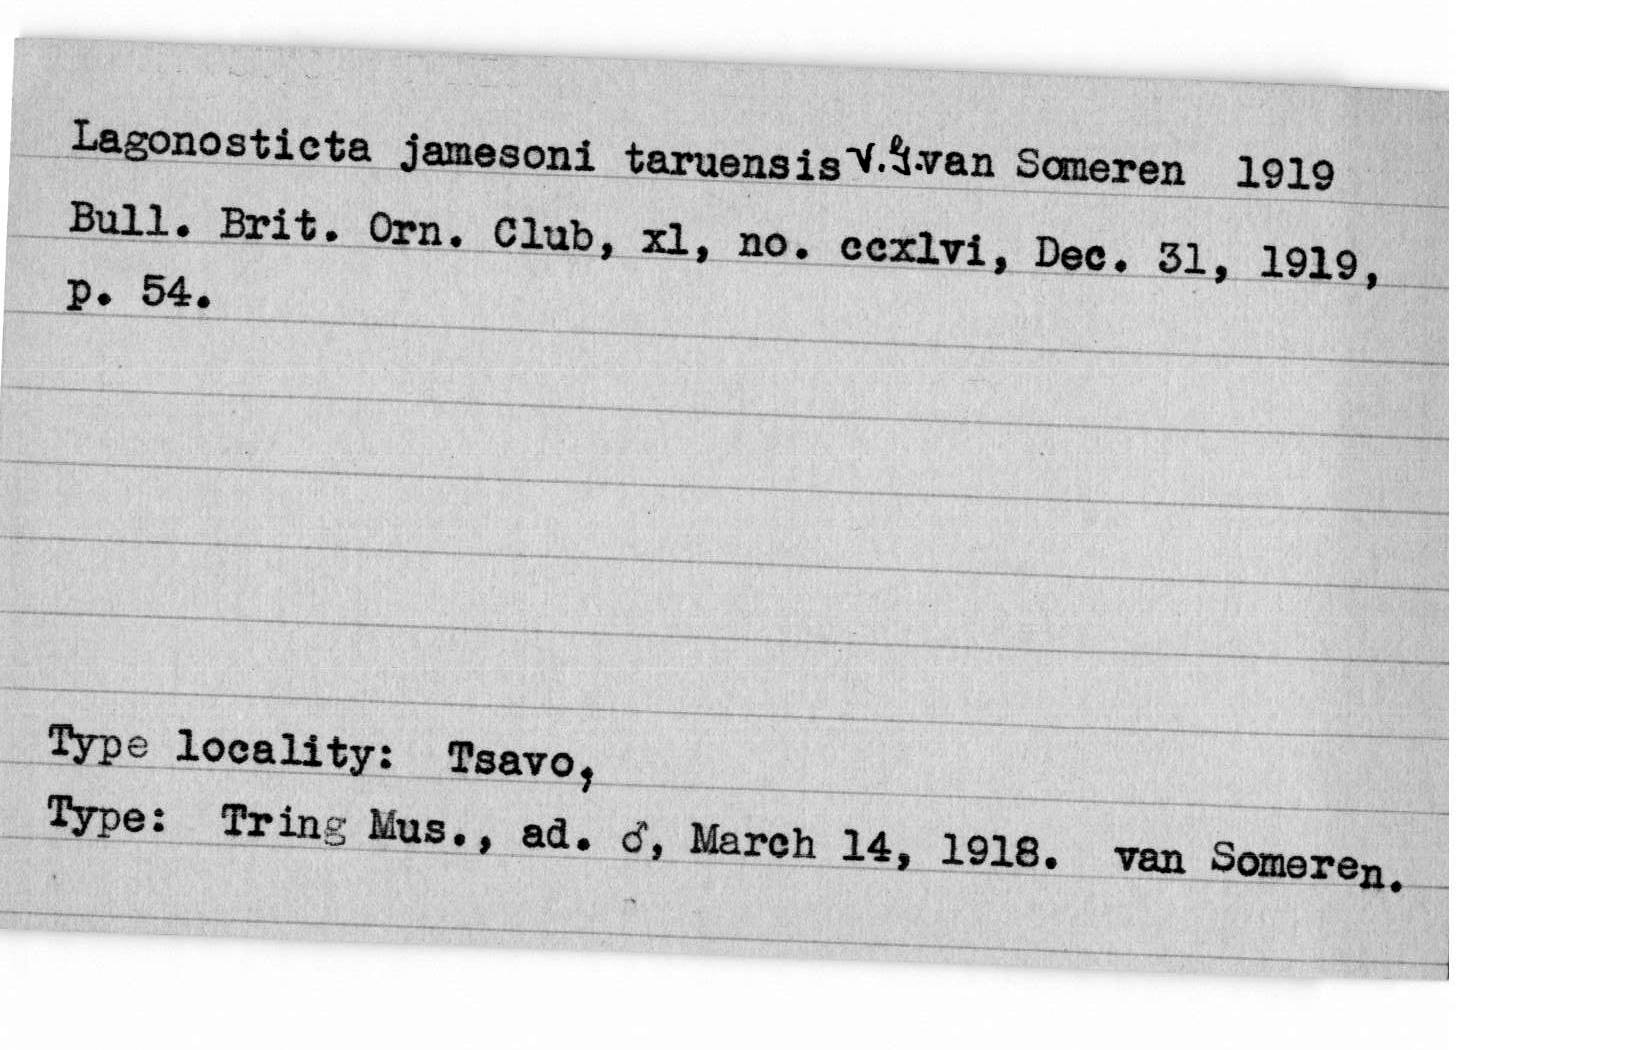 Lagonosticta jamesoni taruensis V.G.van Someren 1919
Bull. Brit. Orn. Club, xl, no. ccxlvi, Dec. 31, 1919,
p. 54.
Type locality: Tsavo,
Type: Tring Mus., ad. ♂, March 14, 1918. van Someren.